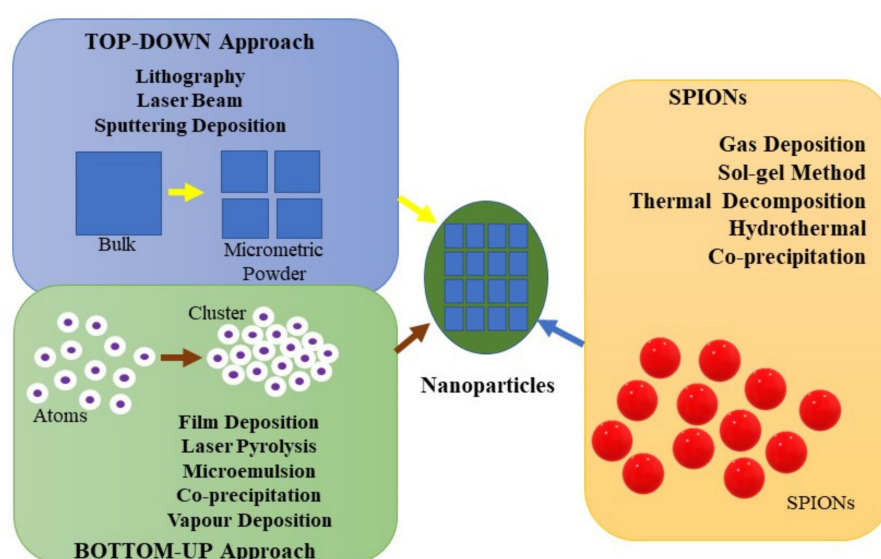 TOP-DOWN Approach
Lithography
Laser Beam
Sputtering Deposition
Bulk
Micrometric
Powder
Cluster
Atoms
Film Deposition
Laser Pyrolysis
Microemulsion
Co-precipitation
Vapour Deposition
BOTTOM-UP Approach
Nanoparticles
SPIONs
Gas Deposition
Sol-gel Method
Thermal Decomposition
Hydrothermal
Co-precipitation
SPIONs